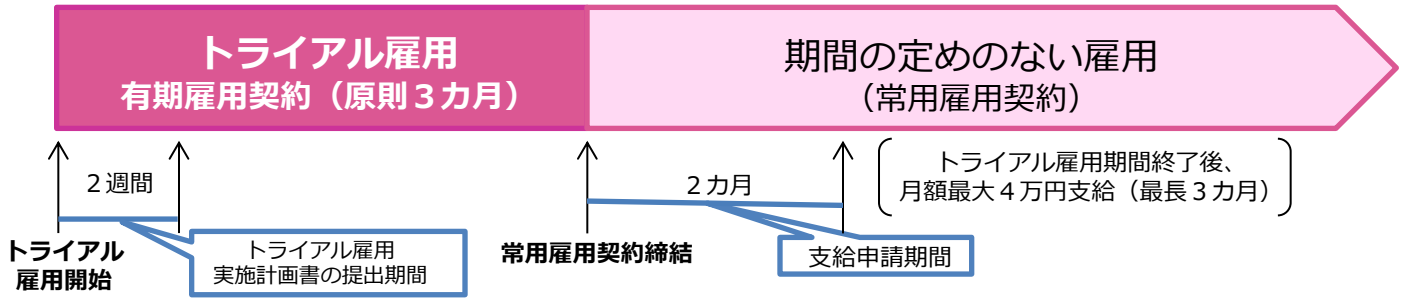 トライアル雇用
有期雇用契約（原則３カ月）
期間の定めのない雇用
（常用雇用契約）
２週間
２カ月
トライアル雇用期間終了後、
月額最大４万円支給（最長３カ月）
トライアル
雇用開始
トライアル雇用
実施計画書の提出期間
常用雇用契約締結
支給申請期間